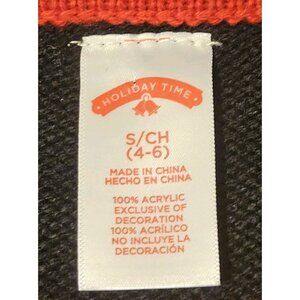 · HOLIDAY TIME ·
S/CH
(4-6)
MADE IN CHINA
HECHO EN CHINA
100% ACRYLIC
EXCLUSIVE OF
DECORATION
100% ACRÍLICO
NO INCLUYE LA
DECORACIÓN